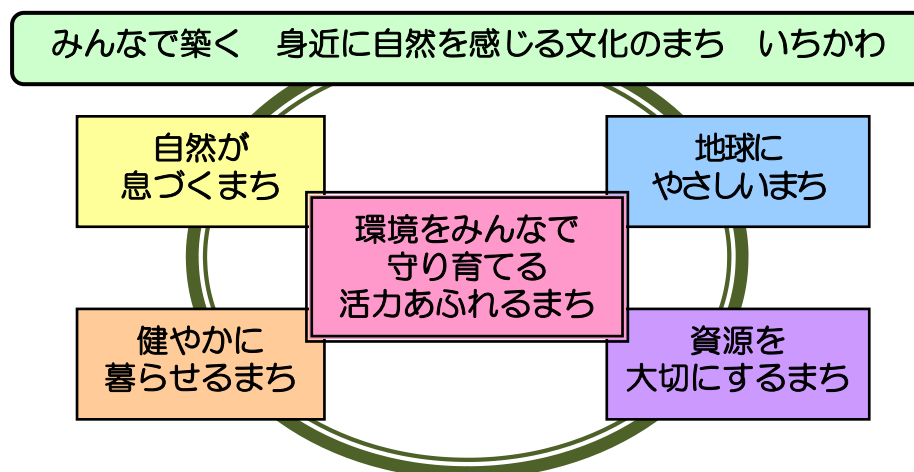 みんなで築く　身近に自然を感じる文化のまち　いちかわ
自然が
息づくまち
地球に
やさしいまち
環境をみんなで
守り育てる
活力あふれるまち
健やかに
暮らせるまち
資源を
大切にするまち